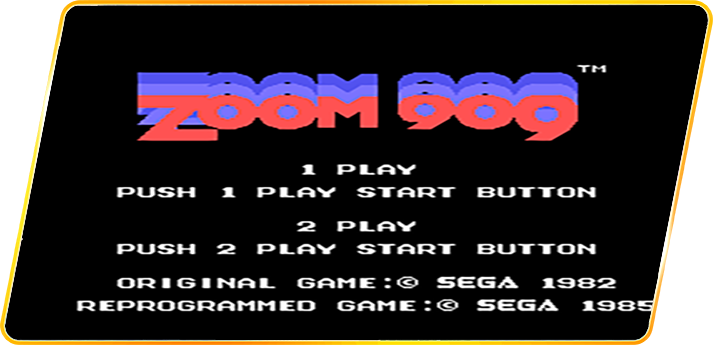 ZOOM 909 ™
1 PLAY
PUSH 1 PLAY START BUTTON
2 PLAY
PUSH 2 PLAY START BUTTON
ORIGINAL GAME:© SEGA 1982
REPROGRAMMED GAME:© SEGA 1985